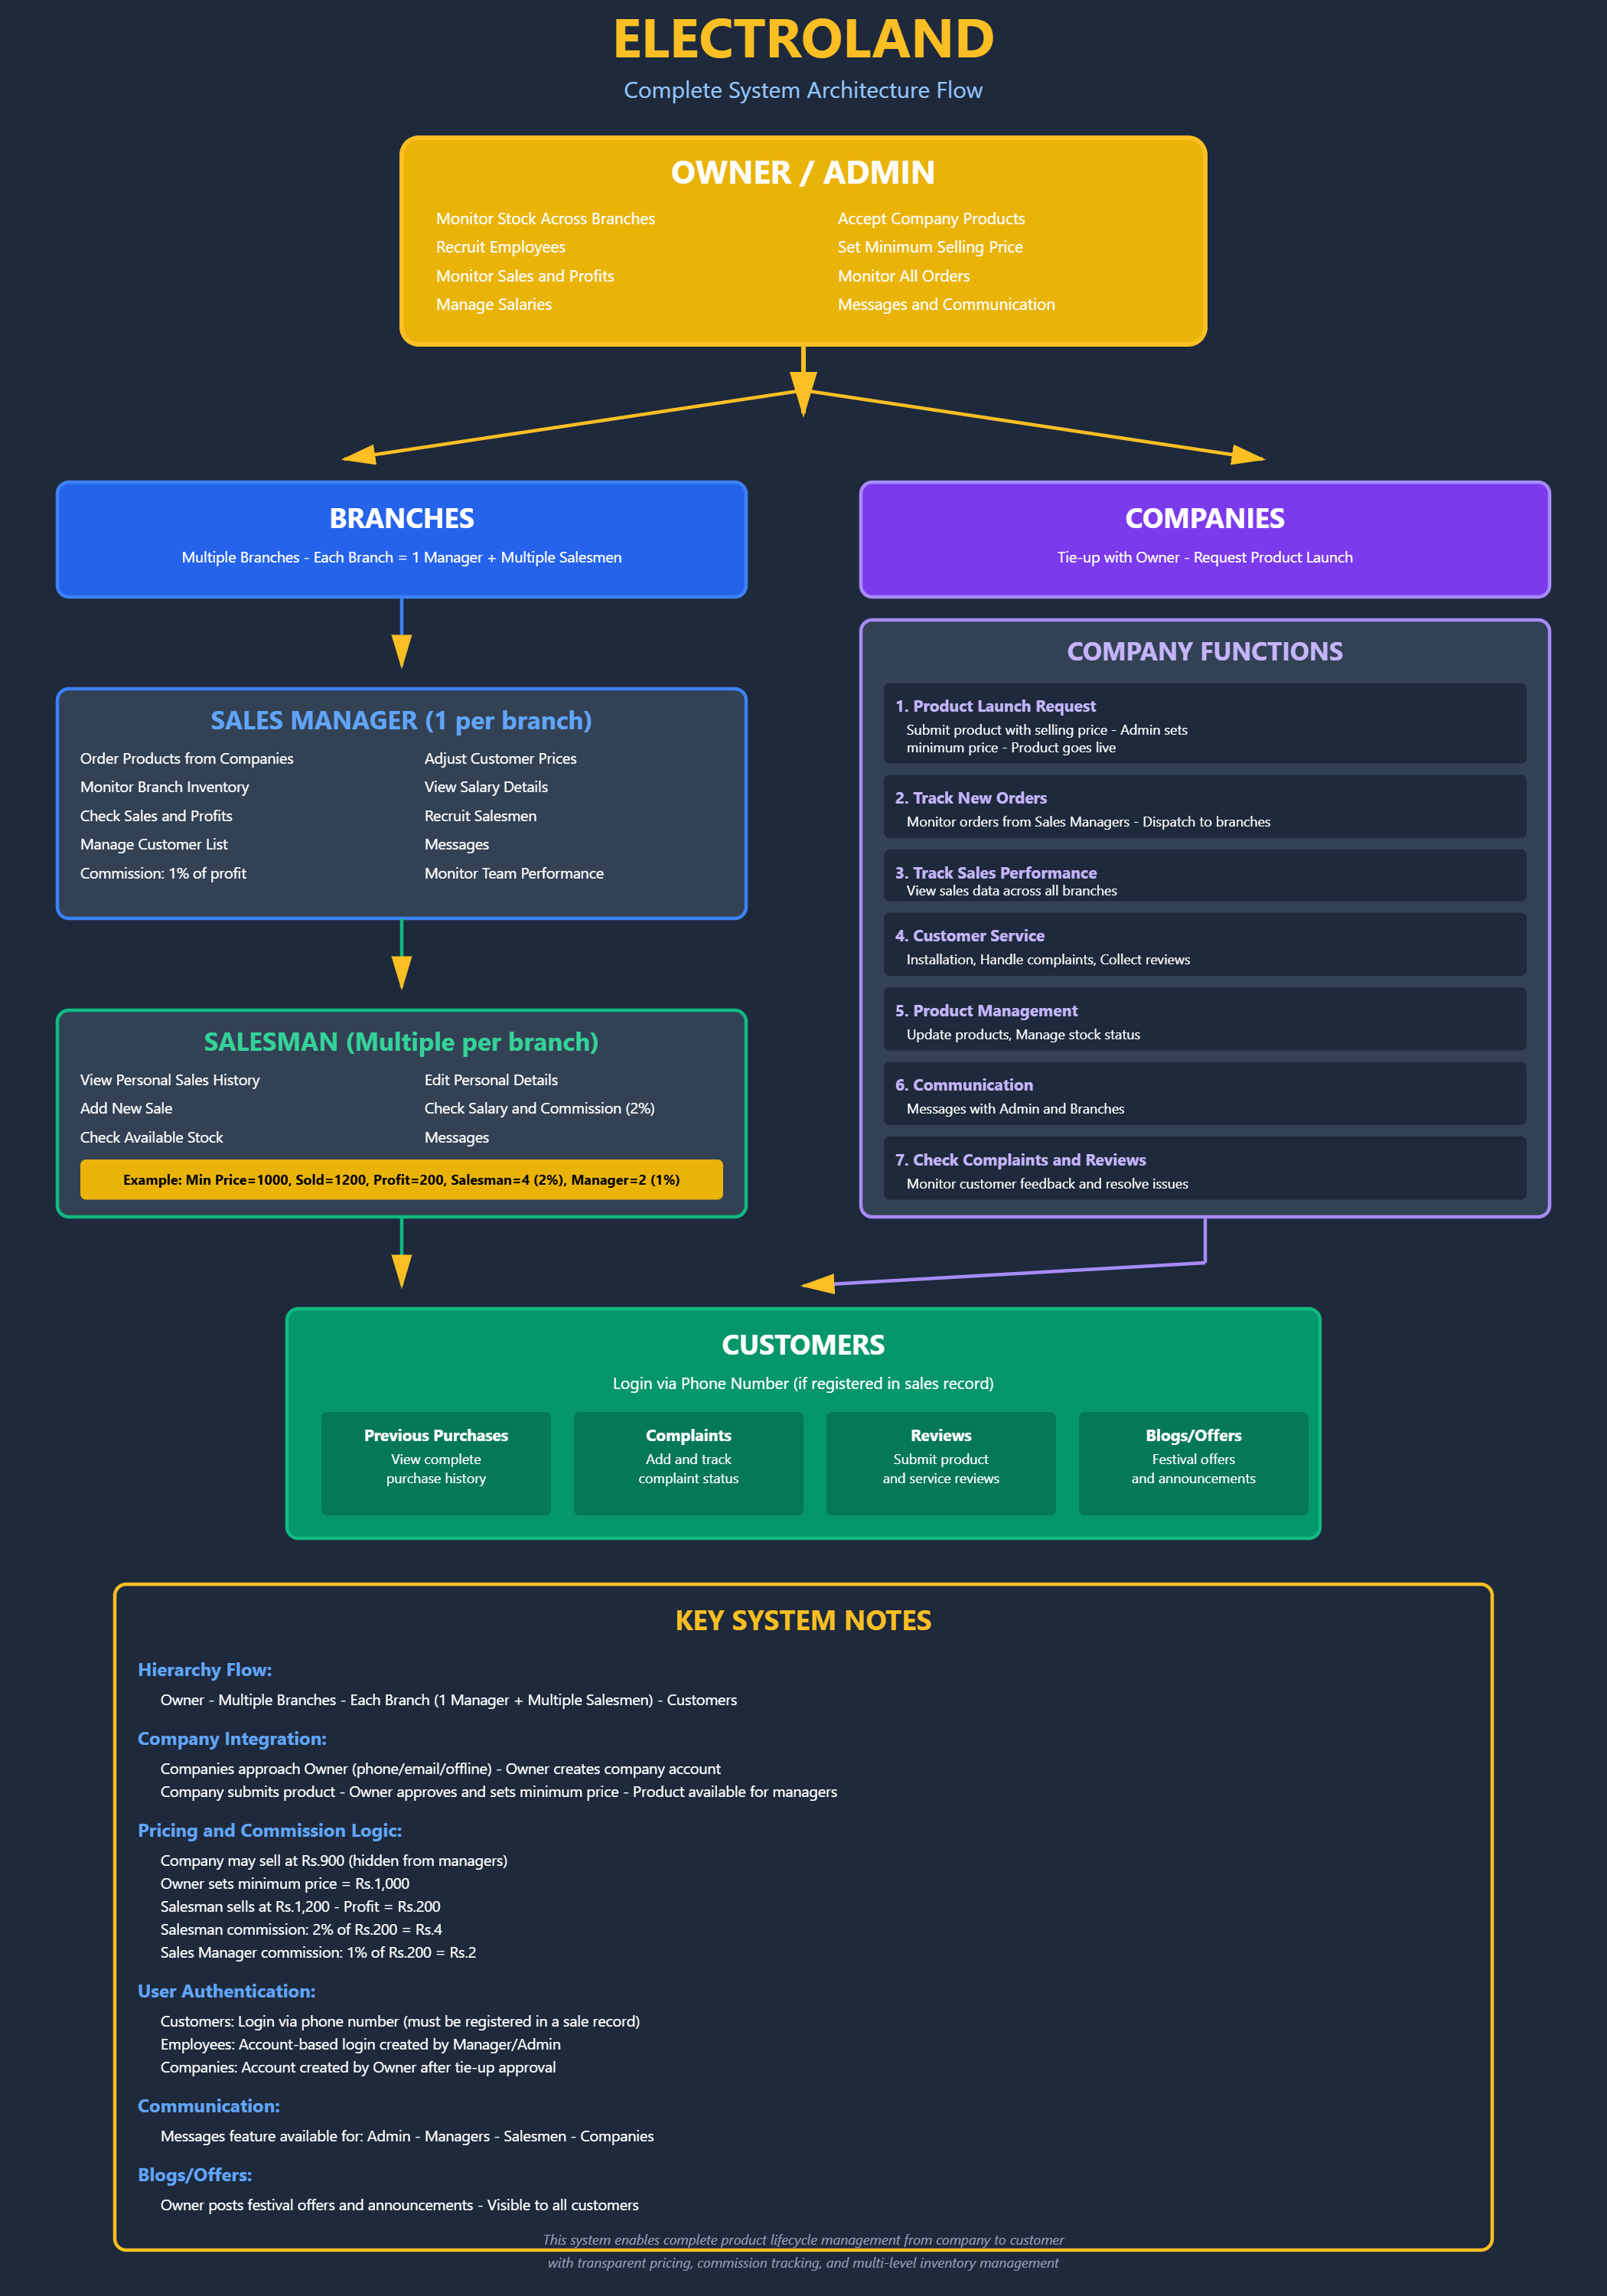 ELECTROLAND
Complete System Architecture Flow
OWNER / ADMIN
Monitor Stock Across Branches
Recruit Employees
Monitor Sales and Profits
Manage Salaries
Accept Company Products
Set Minimum Selling Price
Monitor All Orders
Messages and Communication
BRANCHES
Multiple Branches - Each Branch = 1 Manager + Multiple Salesmen
SALES MANAGER (1 per branch)
Order Products from Companies
Monitor Branch Inventory
Check Sales and Profits
Manage Customer List
Commission: 1% of profit
Adjust Customer Prices
View Salary Details
Recruit Salesmen
Messages
Monitor Team Performance
SALESMAN (Multiple per branch)
View Personal Sales History
Add New Sale
Check Available Stock
Edit Personal Details
Check Salary and Commission (2%)
Messages
Example: Min Price=1000, Sold=1200, Profit=200, Salesman=4 (2%), Manager=2 (1%)
COMPANIES
Tie-up with Owner - Request Product Launch
COMPANY FUNCTIONS
1. Product Launch Request
Submit product with selling price - Admin sets
minimum price - Product goes live
2. Track New Orders
Monitor orders from Sales Managers - Dispatch to branches
3. Track Sales Performance
View sales data across all branches
4. Customer Service
Installation, Handle complaints, Collect reviews
5. Product Management
Update products, Manage stock status
6. Communication
Messages with Admin and Branches
7. Check Complaints and Reviews
Monitor customer feedback and resolve issues
CUSTOMERS
Login via Phone Number (if registered in sales record)
Previous Purchases
View complete
purchase history
Complaints
Add and track
complaint status
Reviews
Submit product
and service reviews
Blogs/Offers
Festival offers
and announcements
KEY SYSTEM NOTES
Hierarchy Flow:
Owner - Multiple Branches - Each Branch (1 Manager + Multiple Salesmen) - Customers
Company Integration:
Companies approach Owner (phone/email/offline) - Owner creates company account
Company submits product - Owner approves and sets minimum price - Product available for managers
Pricing and Commission Logic:
Company may sell at Rs.900 (hidden from managers)
Owner sets minimum price = Rs.1,000
Salesman sells at Rs.1,200 - Profit = Rs.200
Salesman commission: 2% of Rs.200 = Rs.4
Sales Manager commission: 1% of Rs.200 = Rs.2
User Authentication:
Customers: Login via phone number (must be registered in a sale record)
Employees: Account-based login created by Manager/Admin
Companies: Account created by Owner after tie-up approval
Communication:
Messages feature available for: Admin - Managers - Salesmen - Companies
Blogs/Offers:
Owner posts festival offers and announcements - Visible to all customers
This system enables complete product lifecycle management from company to customer
with transparent pricing, commission tracking, and multi-level inventory management